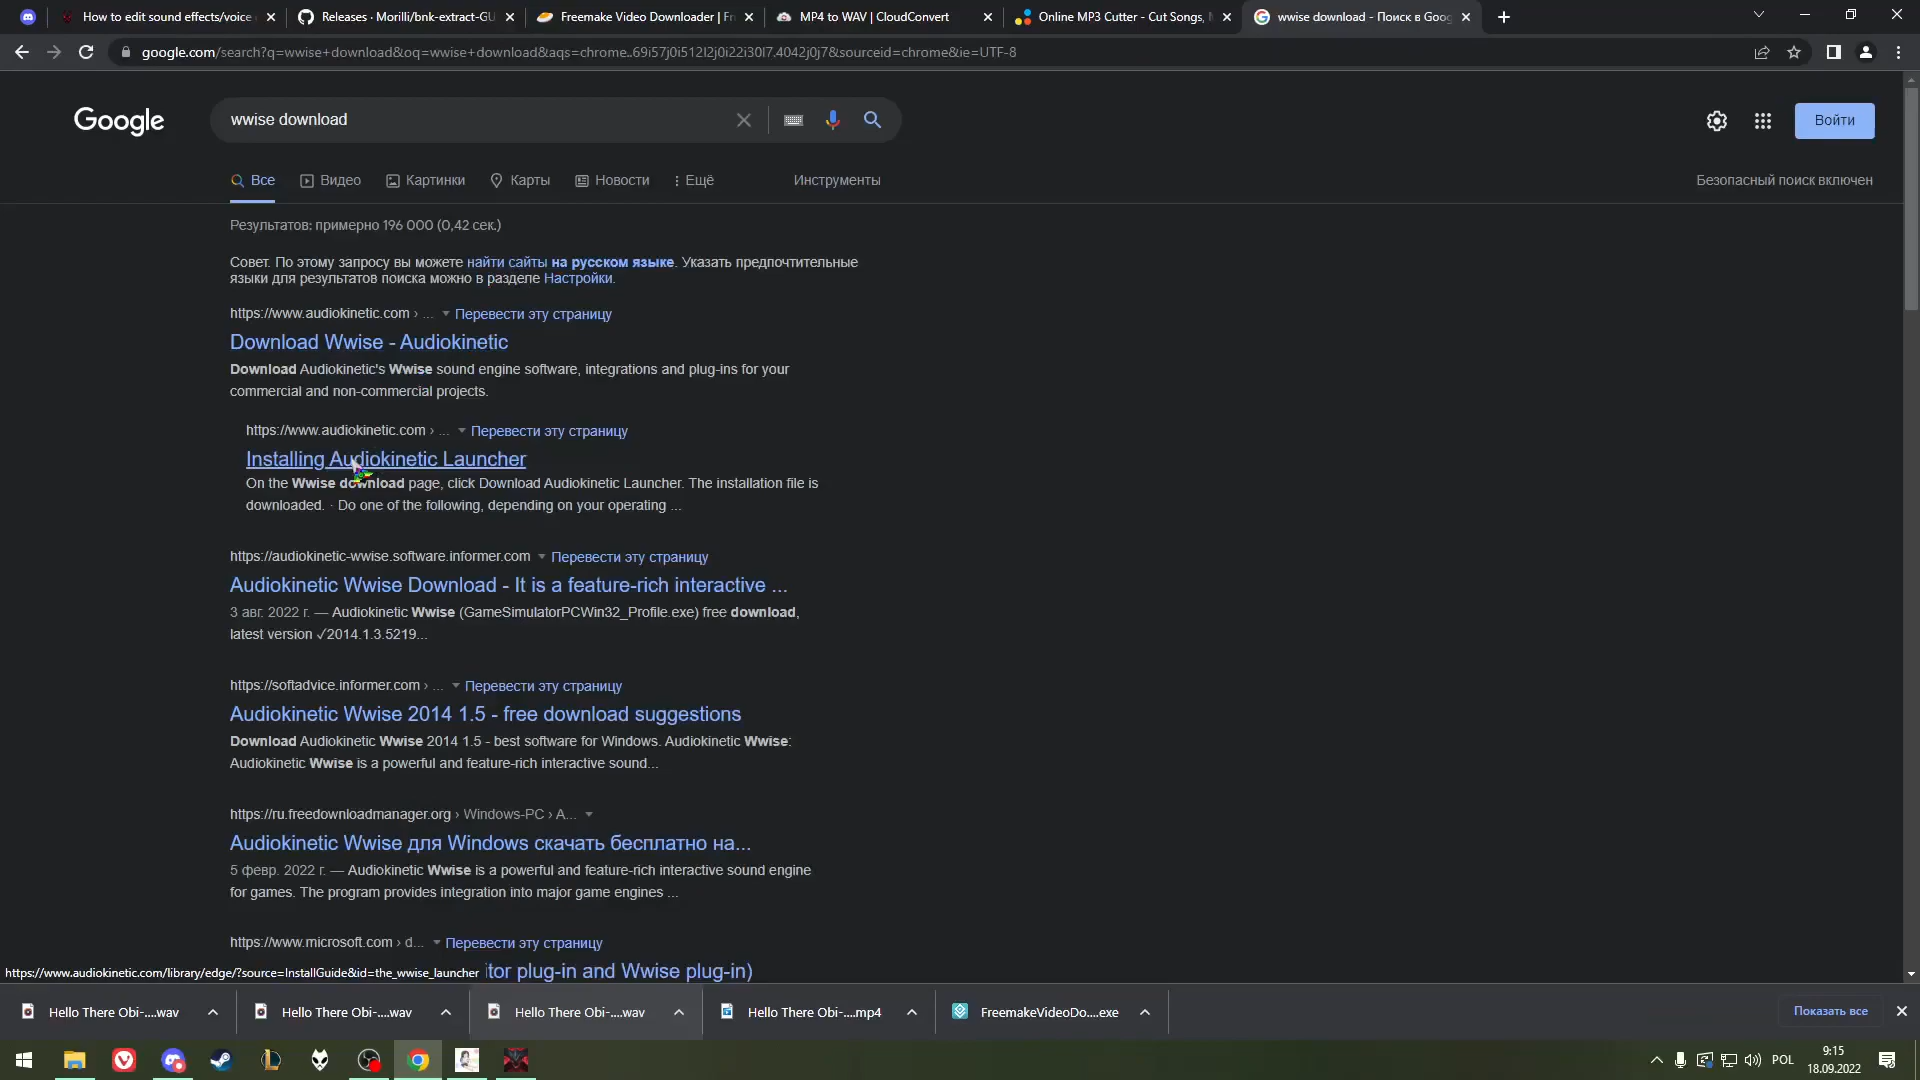 How to edit sound effects/voice
Releases · Morilli/bnk-extract-GU
Freemake Video Downloader | Fr
MP4 to WAV | CloudConvert
Online MP3 Cutter - Cut Songs,
wwise download - Поиск в Goog
google.com/search?q=wwise+download&oq=wwise+download&aqs=chrome..69i57j0i512l2j0i22i30l7.4042j0j7&sourceid=chrome&ie=UTF-8
Google
wwise download
Войти
Все
Видео
Картинки
Карты
Новости
Ещё
Инструменты
Безопасный поиск включен
Результатов: примерно 196 000 (0,42 сек.)
Совет. По этому запросу вы можете найти сайты на русском языке. Указать предпочтительные
языки для результатов поиска можно в разделе Настройки.
https://www.audiokinetic.com › ... Перевести эту страницу
Download Wwise - Audiokinetic
Download Audiokinetic's Wwise sound engine software, integrations and plug-ins for your
commercial and non-commercial projects.
https://www.audiokinetic.com › ... Перевести эту страницу
Installing Audiokinetic Launcher
On the Wwise download page, click Download Audiokinetic Launcher. The installation file is
downloaded. · Do one of the following, depending on your operating ...
https://audiokinetic-wwise.software.informer.com Перевести эту страницу
Audiokinetic Wwise Download - It is a feature-rich interactive ...
3 авг. 2022 г. — Audiokinetic Wwise (GameSimulatorPCWin32_Profile.exe) free download,
latest version ✓2014.1.3.5219...
https://softadvice.informer.com › ... Перевести эту страницу
Audiokinetic Wwise 2014 1.5 - free download suggestions
Download Audiokinetic Wwise 2014 1.5 - best software for Windows. Audiokinetic Wwise:
Audiokinetic Wwise is a powerful and feature-rich interactive sound...
https://ru.freedownloadmanager.org › Windows-PC › A...
Audiokinetic Wwise для Windows скачать бесплатно на...
5 февр. 2022 г. — Audiokinetic Wwise is a powerful and feature-rich interactive sound engine
for games. The program provides integration into major game engines ...
https://www.microsoft.com › d... Перевести эту страницу
https://www.audiokinetic.com/library/edge/?source=InstallGuide&id=the_wwise_launcher
itor plug-in and Wwise plug-in)
Hello There Obi-....wav
Hello There Obi-....wav
Hello There Obi-....wav
Hello There Obi-....mp4
FreemakeVideoDo....exe
Показать все
POL
9:15
18.09.2022